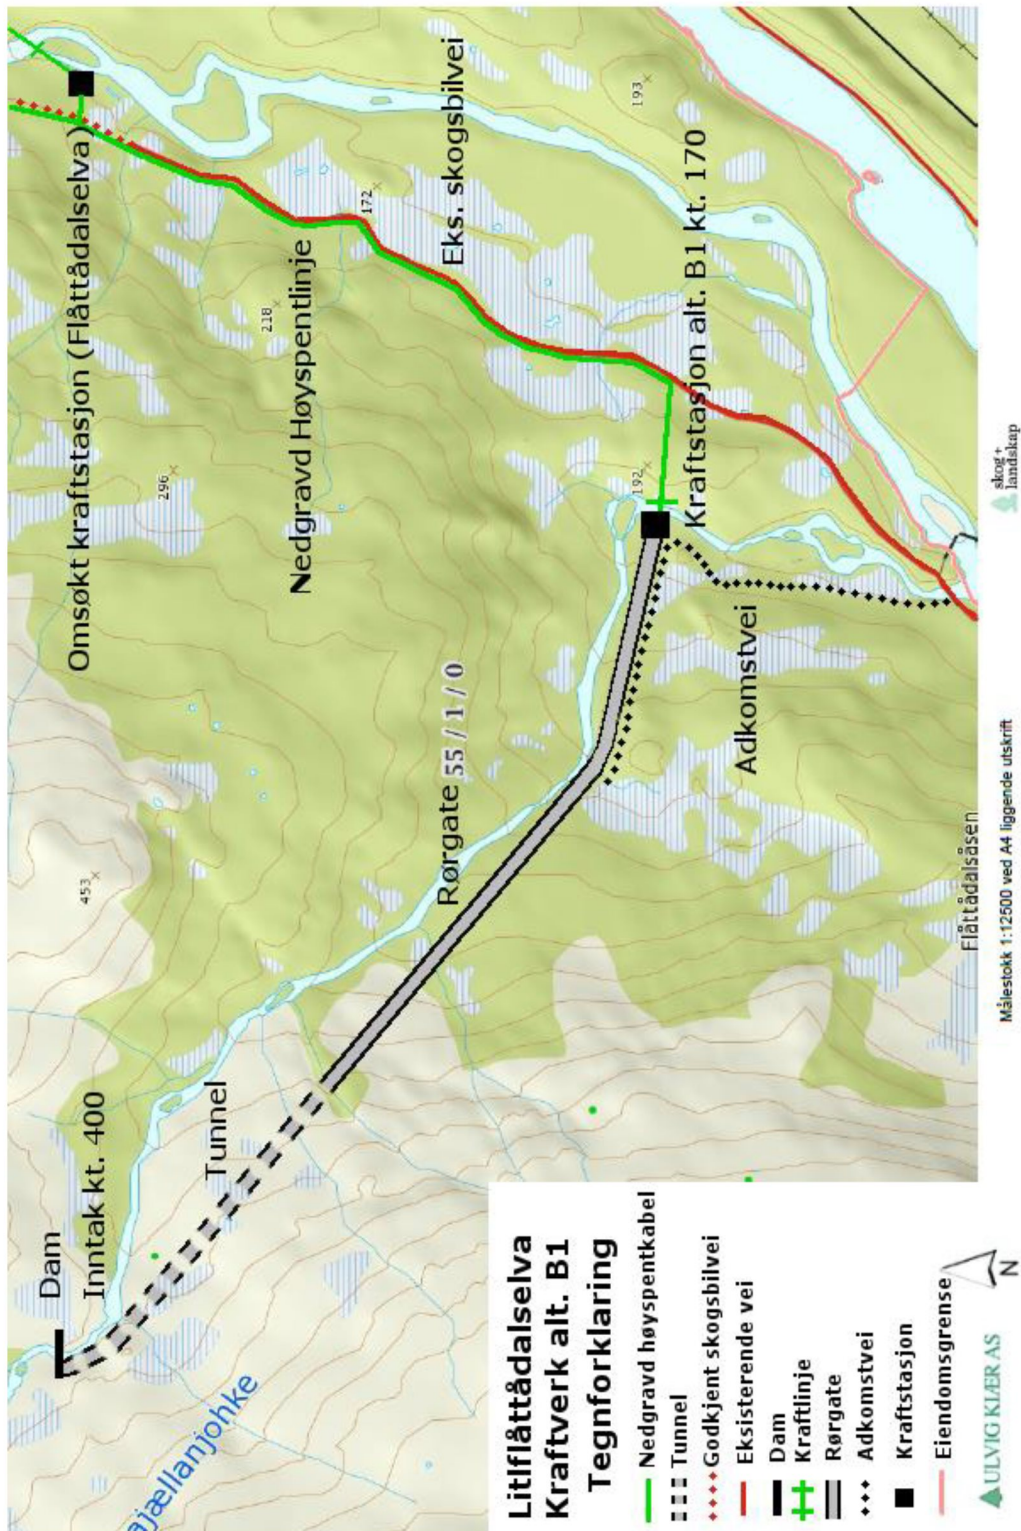 Dam
Inntak kt. 400
Tunnel
Omsøkt kraftstasjon (Flåttådalselva)
Nedgravd Høyspentlinje
Eks. skogsbilvei
Rørgate
55 / 1 / 0
Kraftstasjon alt. B1 kt. 170
Adkomstvei
453
296
218
172
193
192
Flåttådalsåsen
ajællanjohke
Litlflåttådalselva
Kraftverk alt. B1
Tegnforklaring
Nedgravd høyspentkabel
Tunnel
Godkjent skogsbilvei
Eksisterende vei
Dam
Kraftlinje
Rørgate
Adkomstvei
Kraftstasjon
Eiendomsgrense
N
ULVIG KIÆR AS
Målestokk 1:12500 ved A4 liggende utskrift
skog+
landskap